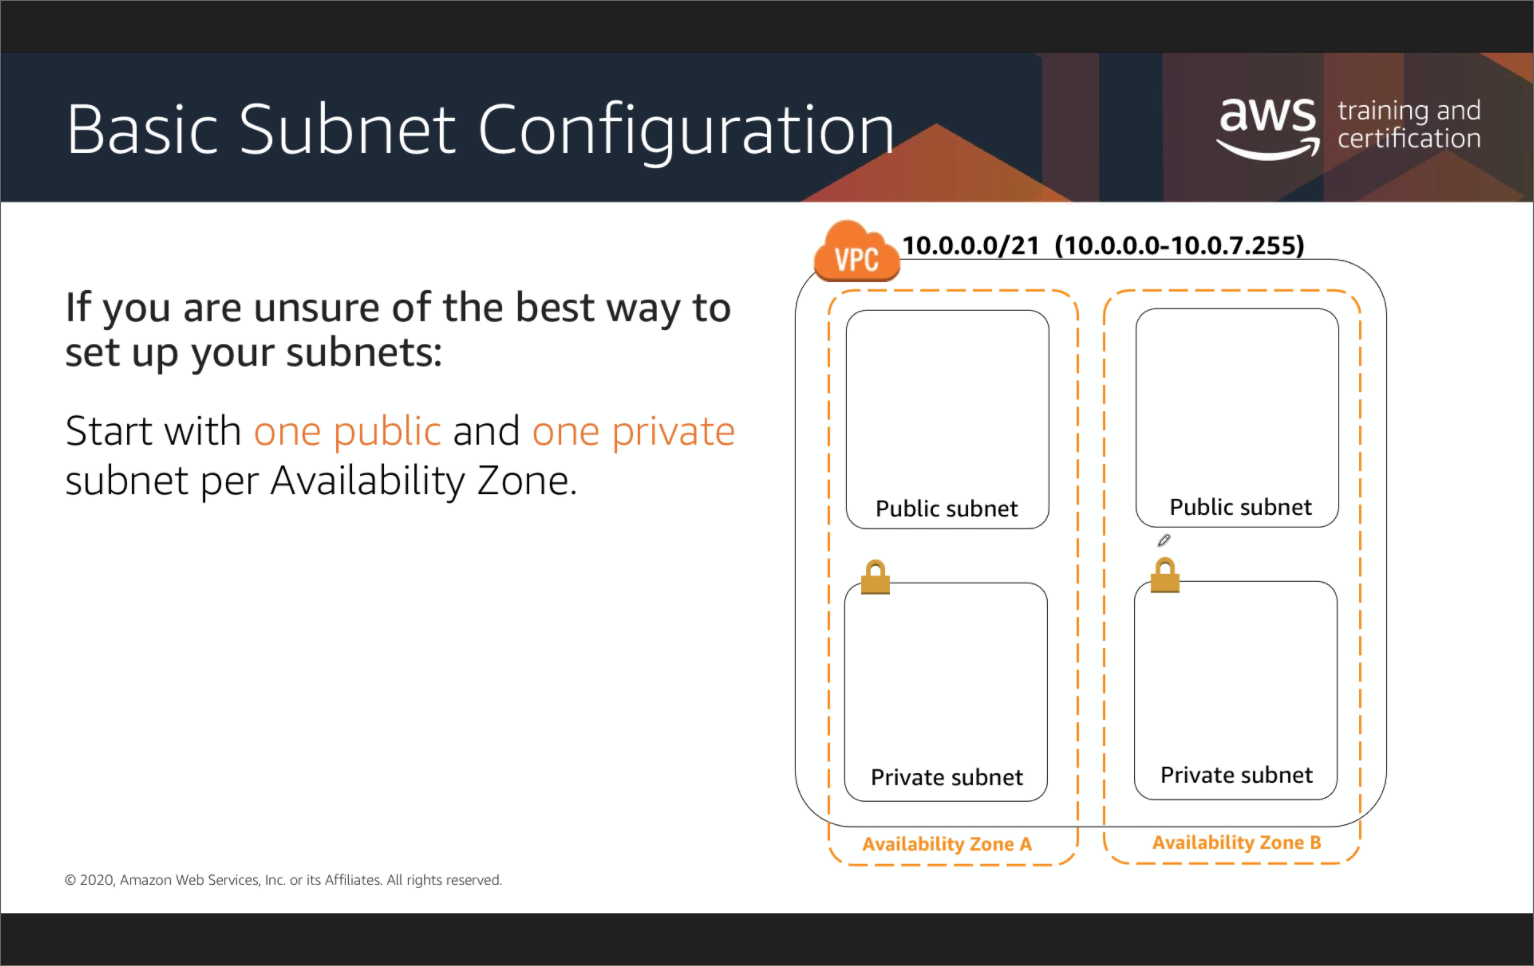 Basic Subnet Configuration
aws training and
certification
If you are unsure of the best way to
set up your subnets:
Start with one public and one private
subnet per Availability Zone.
VPC
10.0.0.0/21 (10.0.0.0-10.0.7.255)
Public subnet
Public subnet
Private subnet
Private subnet
Availability Zone A
Availability Zone B
© 2020, Amazon Web Services, Inc. or its Affiliates. All rights reserved.